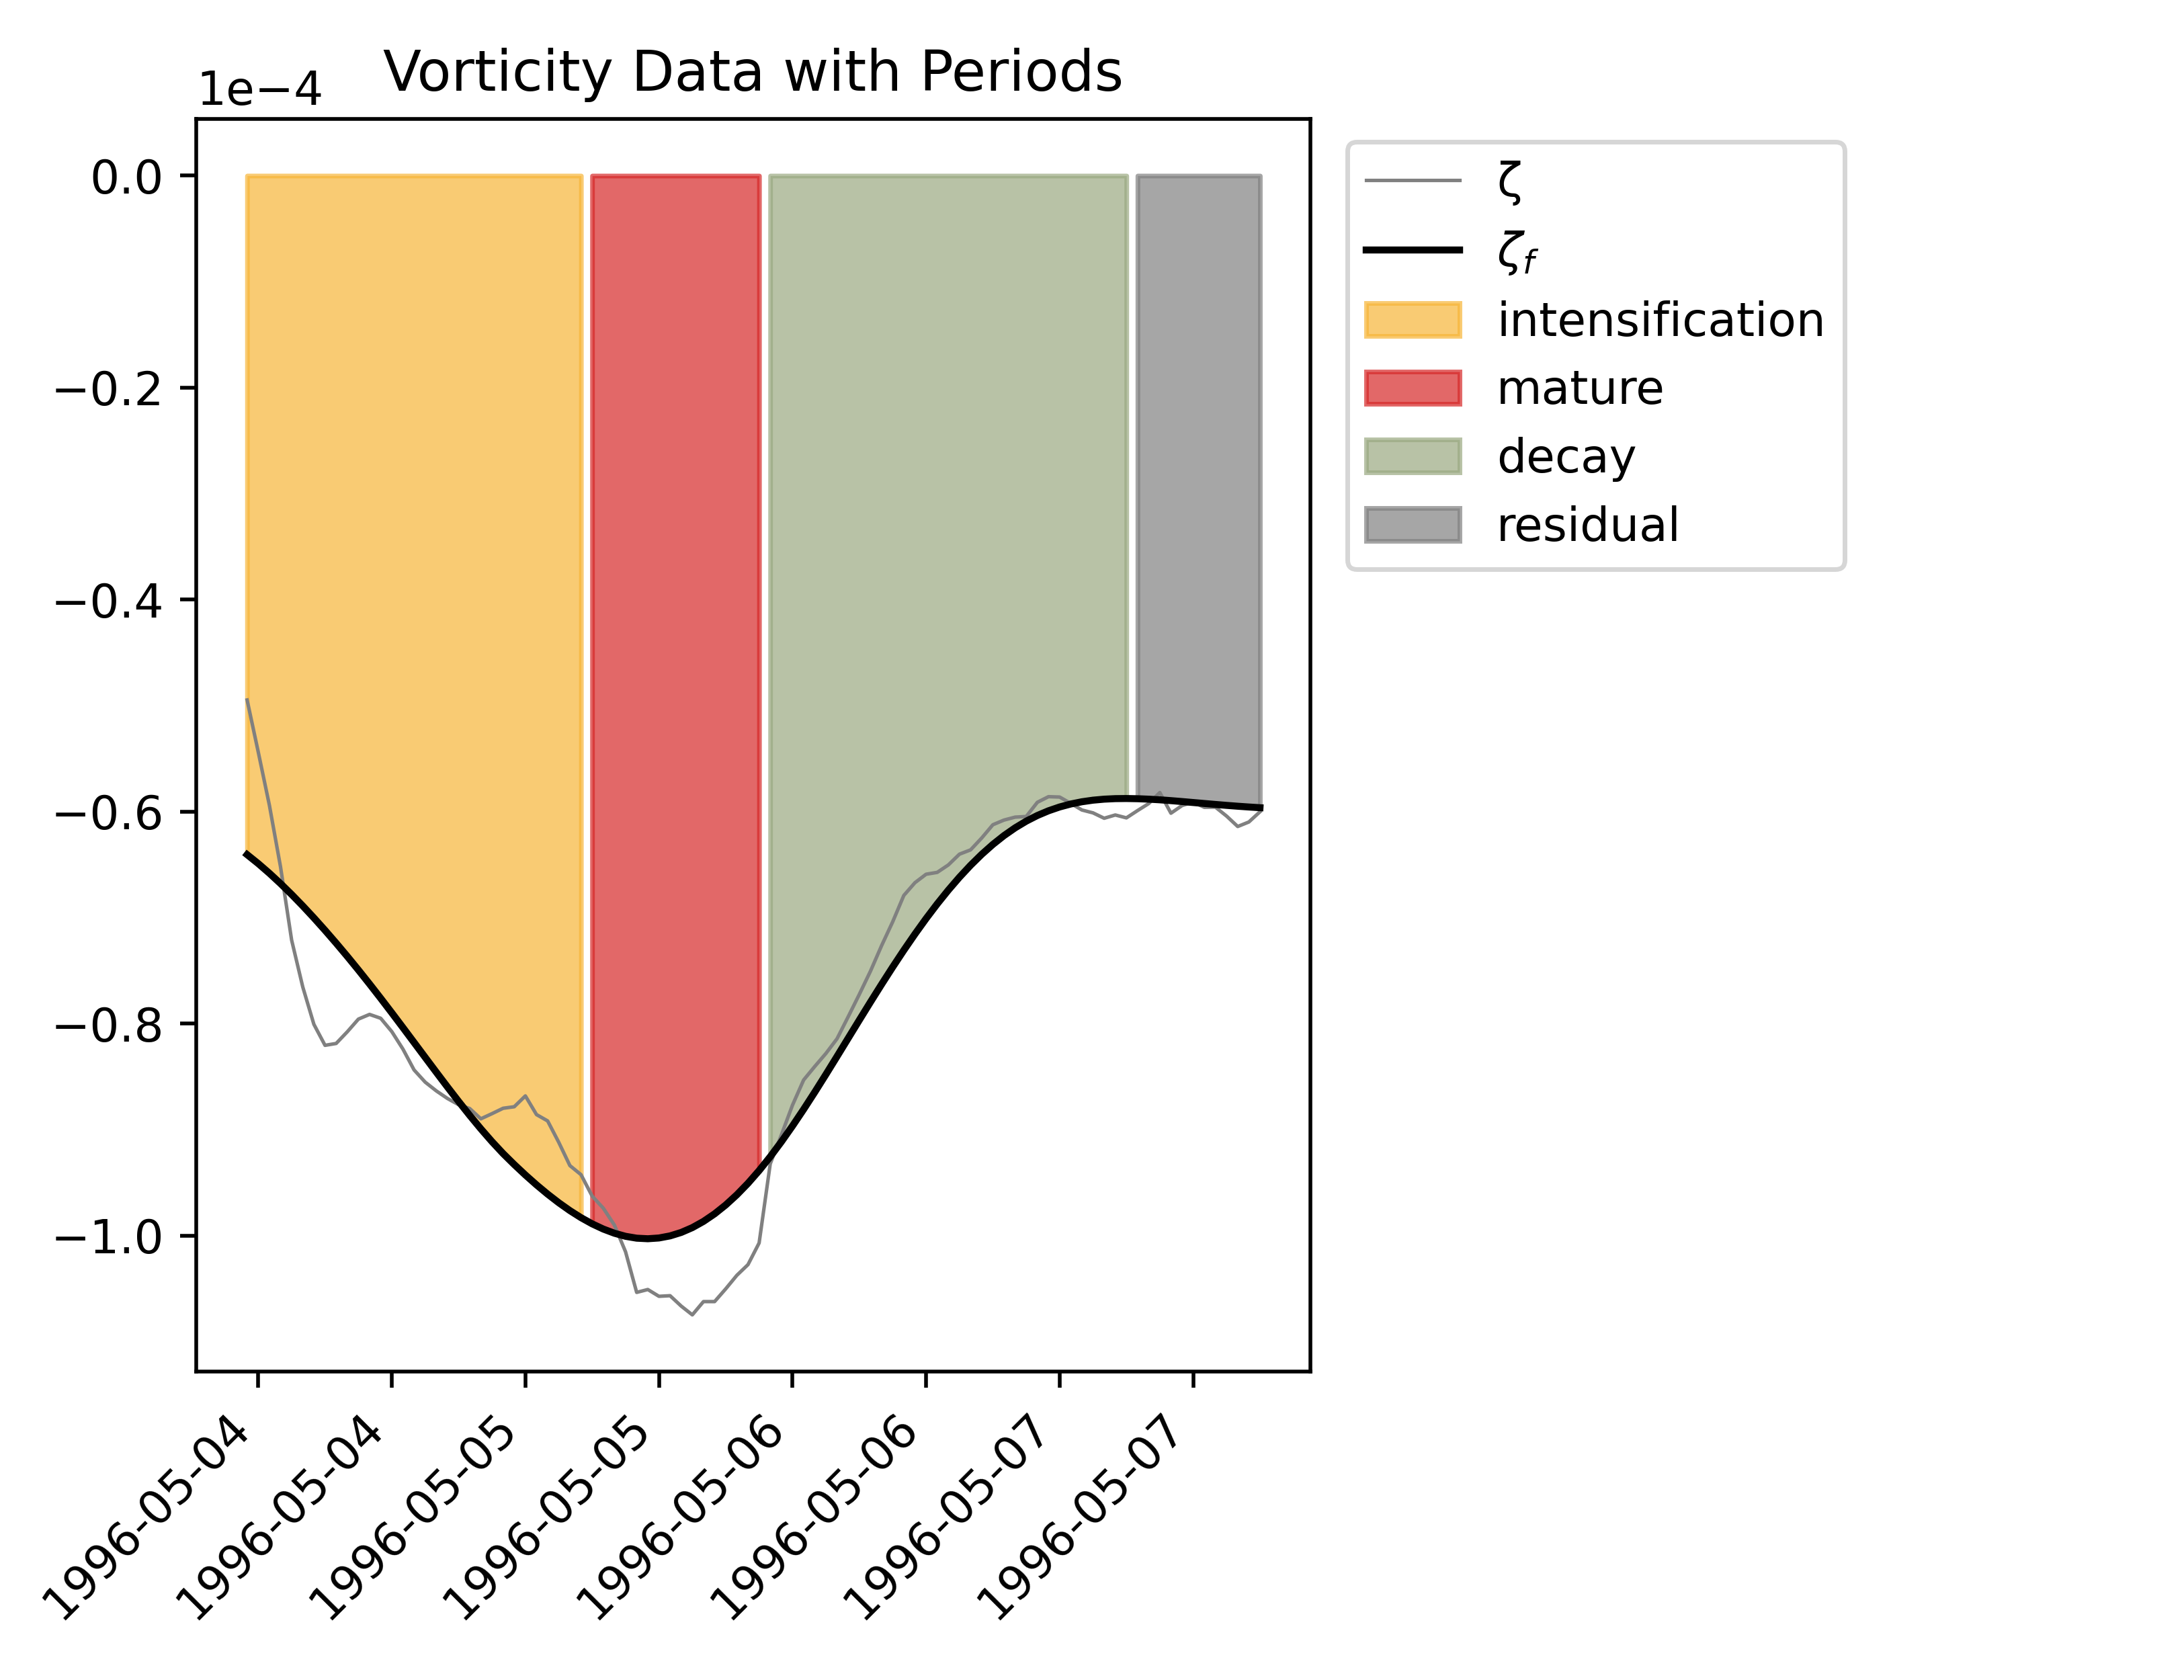 Vorticity Data with Periods
1e−4
0.0
−0.2
−0.4
−0.6
−0.8
−1.0
1996-05-04
1996-05-04
1996-05-05
1996-05-05
1996-05-06
1996-05-06
1996-05-07
1996-05-07
ζ
ζf
intensification
mature
decay
residual